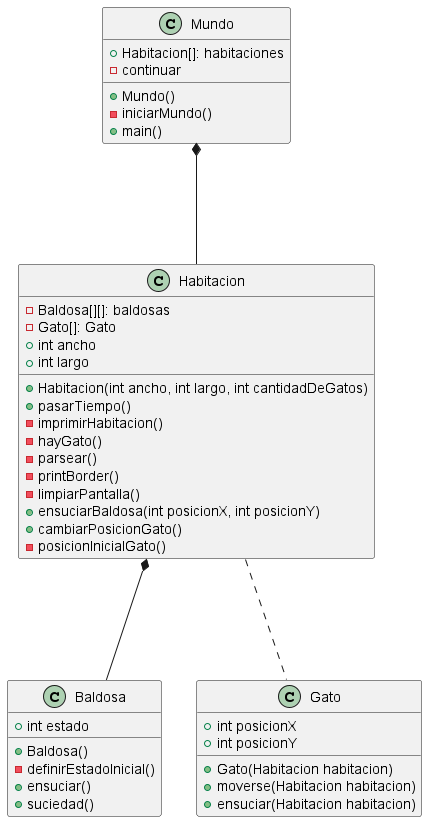 C Mundo
Habitacion[]: habitaciones
continuar
Mundo()
iniciarMundo()
main()
C Habitacion
Baldosa[][]: baldosas
Gato[]: Gato
int ancho
int largo
Habitacion(int ancho, int largo, int cantidadDeGatos)
pasarTiempo()
imprimirHabitacion()
hayGato()
parsear()
printBorder()
limpiarPantalla()
ensuciarBaldosa(int posicionX, int posicionY)
cambiarPosicionGato()
posicionInicialGato()
C Baldosa
int estado
Baldosa()
definirEstadoInicial()
ensuciar()
suciedad()
C Gato
int posicionX
int posicionY
Gato(Habitacion habitacion)
moverse(Habitacion habitacion)
ensuciar(Habitacion habitacion)